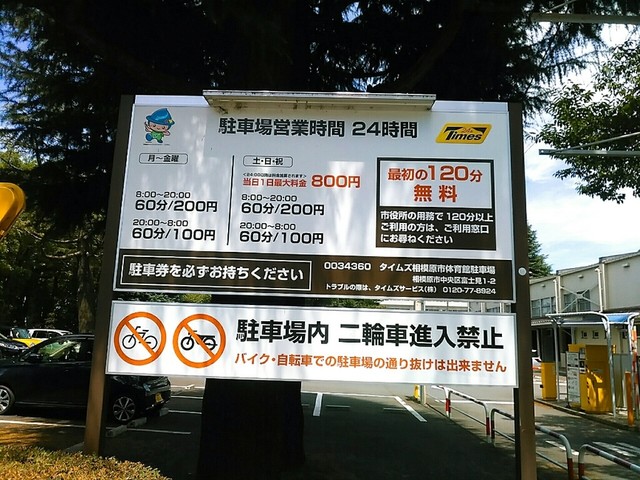 駐車場営業時間 24時間
Times
月～金曜
8:00～20:00
60分/200円
20:00～8:00
60分/100円
土・日・祝
当日1日最大料金 800円
8:00～20:00
60分/200円
20:00～8:00
60分/100円
最初の120分
無料
市役所の用務で120分以上
ご利用の方は、ご利用窓口
にお尋ねください
駐車券を必ずお持ちください
0034360 タイムズ相模原市体育館駐車場
相模原市中央区富士見1-2
トラブルの際は、タイムズサービス(株) 0120-77-8924
駐車場内 二輪車進入禁止
バイク・自転車での駐車場の通り抜けは出来ません